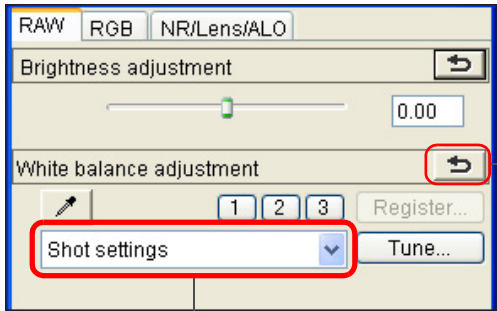 RAW RGB NR/Lens/ALO
Brightness adjustment
0.00
White balance adjustment
1 2 3 Register...
Shot settings Tune...